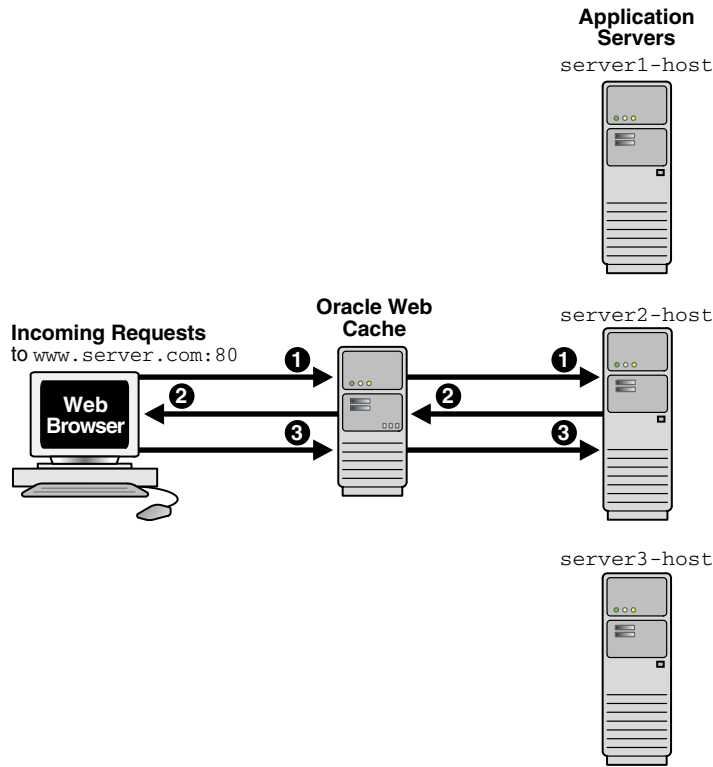 Application
Servers
server1-host
Oracle Web
Cache
server2-host
Incoming Requests
to www.server.com:80
1
1
Web
Browser
2
2
3
3
server3-host